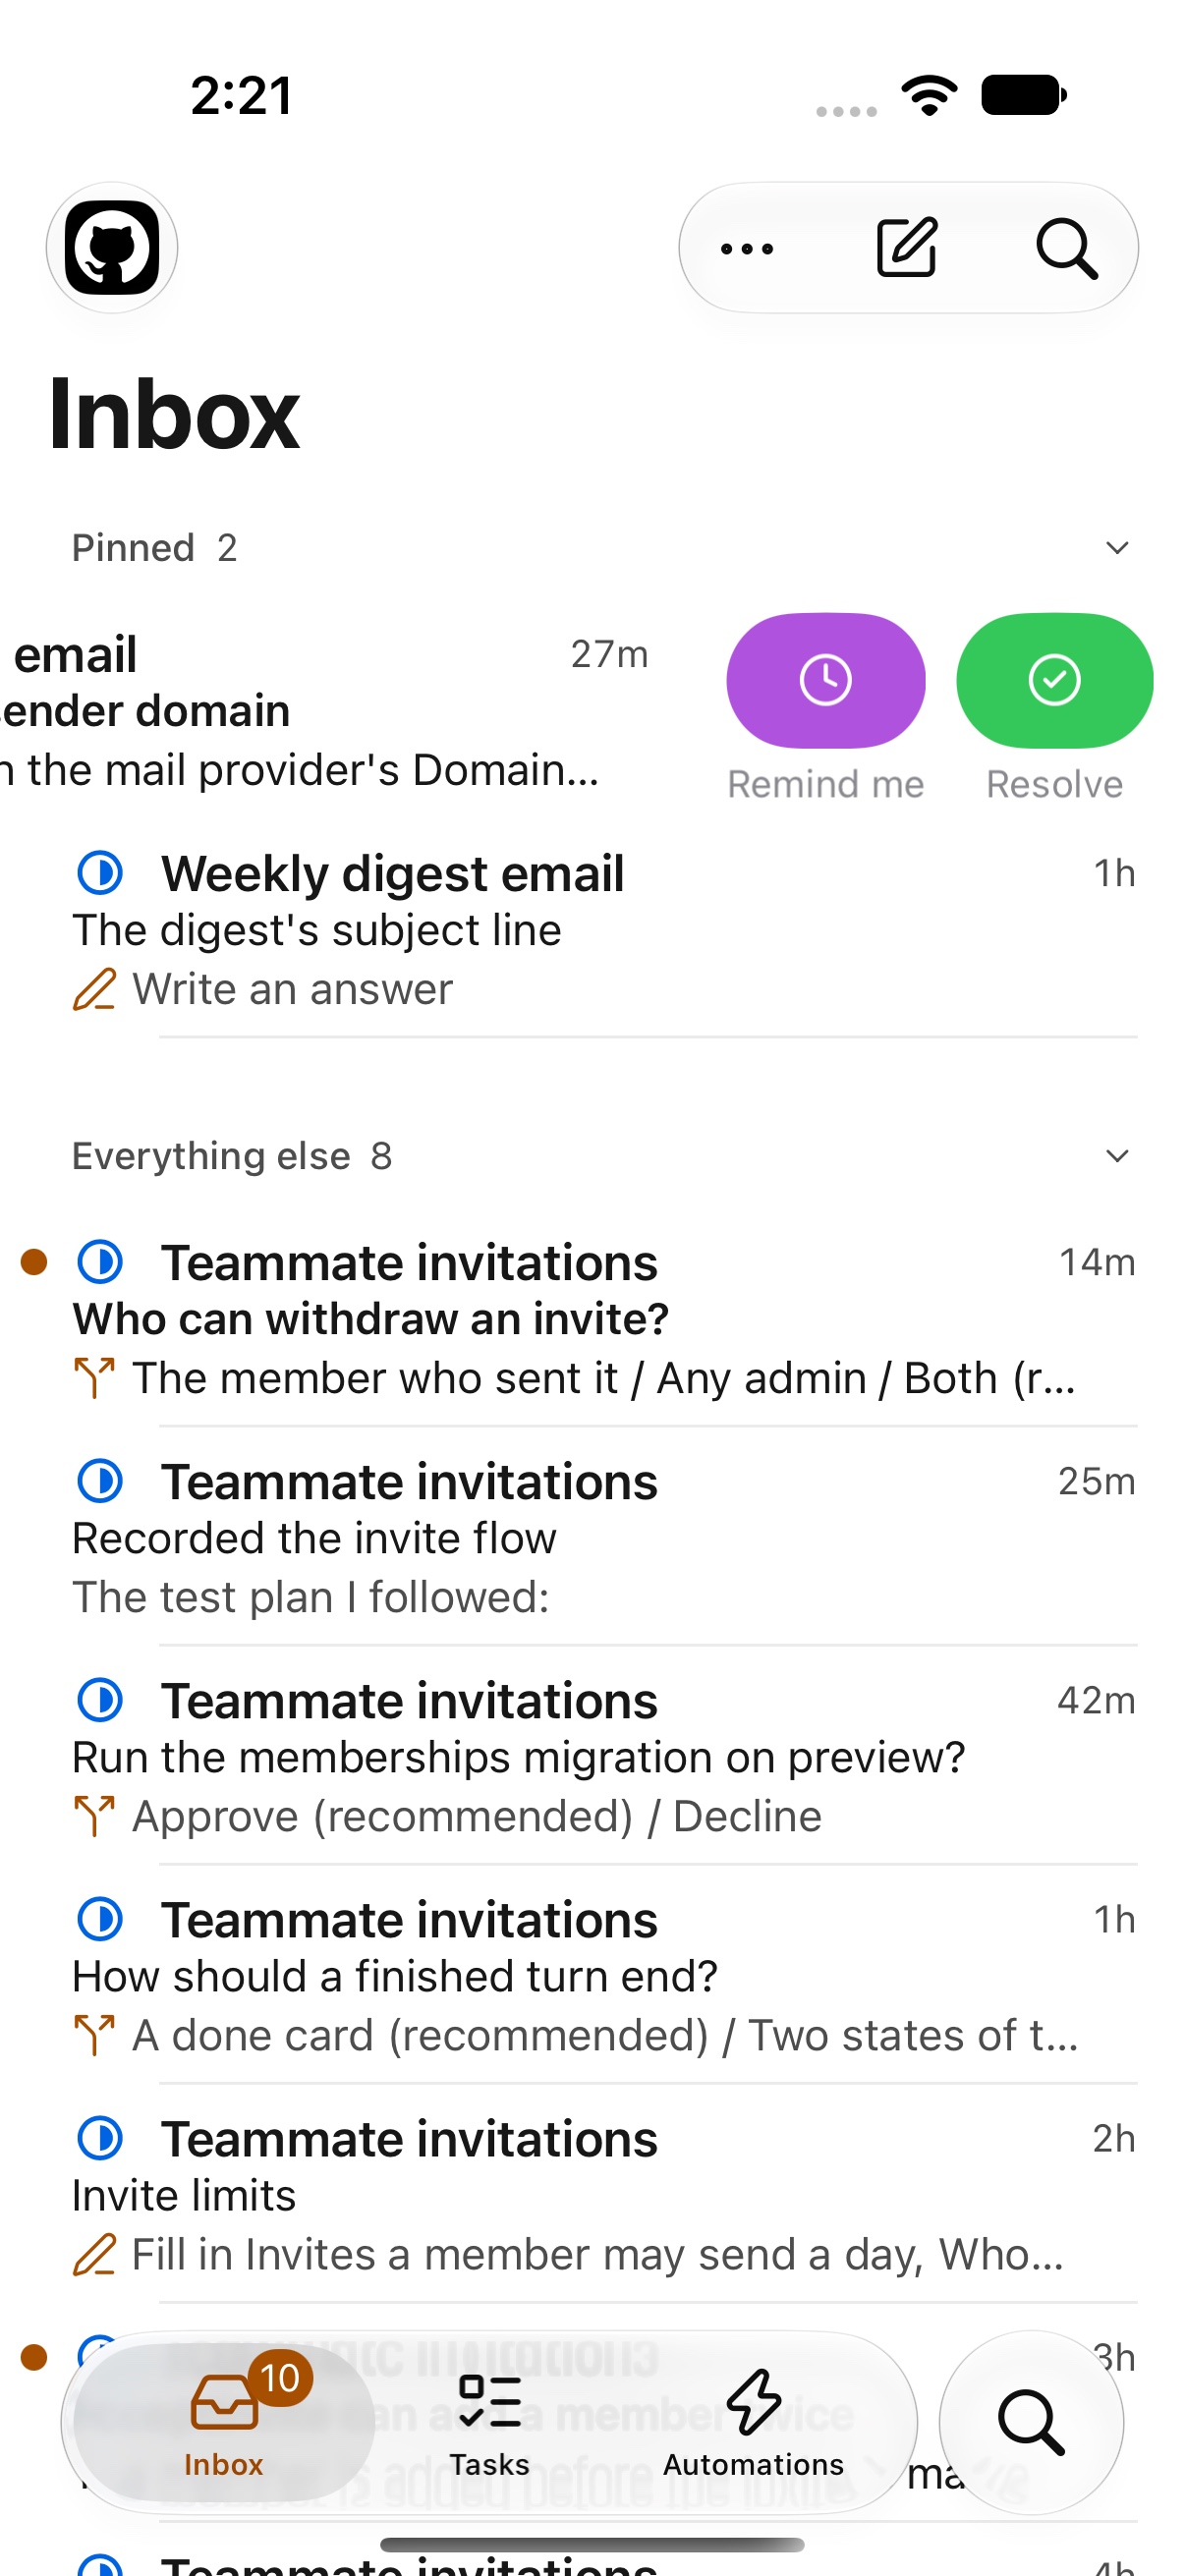 2:21
Inbox
Pinned 2
email 27m
sender domain
the mail provider's Domain...
Remind me
Resolve
Weekly digest email 1h
The digest's subject line
Write an answer
Everything else 8
Teammate invitations 14m
Who can withdraw an invite?
The member who sent it / Any admin / Both (r...
Teammate invitations 25m
Recorded the invite flow
The test plan I followed:
Teammate invitations 42m
Run the memberships migration on preview?
Approve (recommended) / Decline
Teammate invitations 1h
How should a finished turn end?
A done card (recommended) / Two states of t...
Teammate invitations 2h
Invite limits
Fill in Invites a member may send a day, Who...
3h
10
Inbox
Tasks
Automations
Teammate invitations 4h